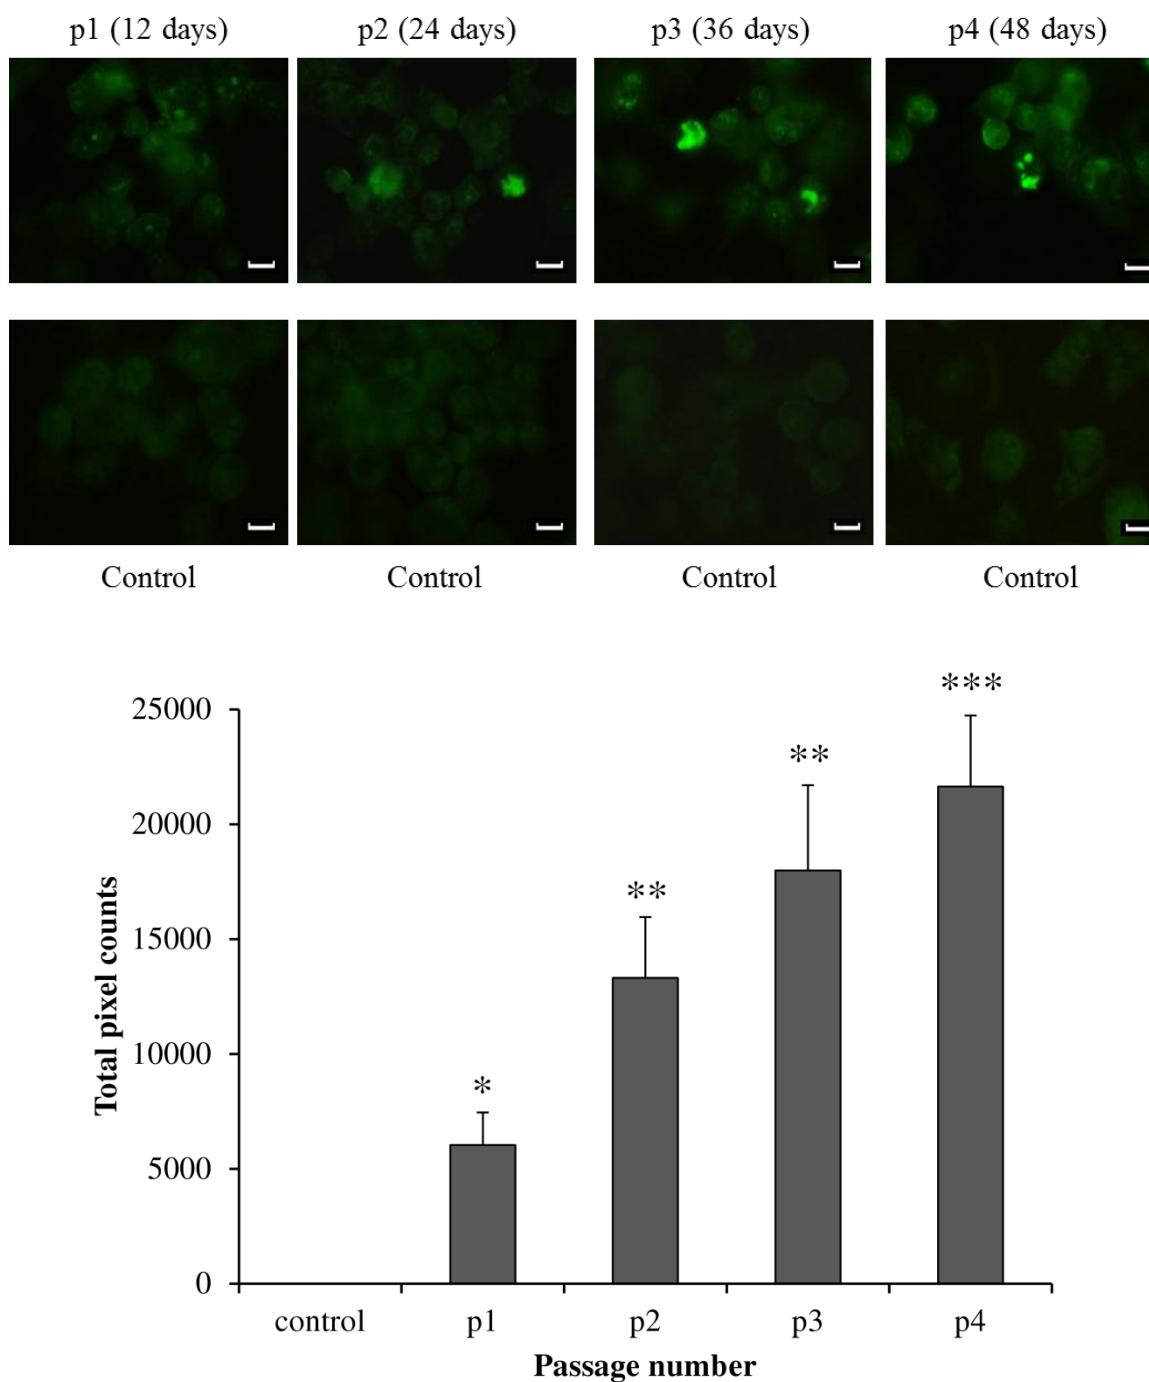 p1 (12 days) p2 (24 days) p3 (36 days) p4 (48 days)
Control Control Control Control
***
25000
**
20000
**
15000
10000
*
5000
0
Total pixel counts
control p1 p2 p3 p4
Passage number